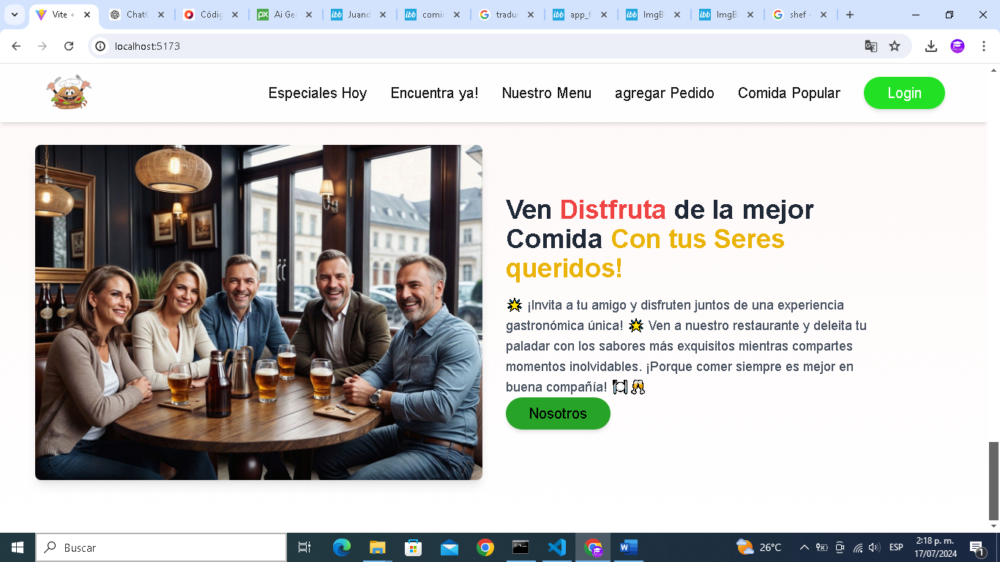 Vite +
ChatG
Códig
Ai Ge
Juand
comid
tradu
app_f
ImgB
ImgB
shef -
localhost:5173
Especiales Hoy Encuentra ya! Nuestro Menu agregar Pedido Comida Popular Login
Ven Distfruta de la mejor
Comida Con tus Seres
queridos!
¡Invita a tu amigo y disfruten juntos de una experiencia
gastronómica única! Ven a nuestro restaurante y deleita tu
paladar con los sabores más exquisitos mientras compartes
momentos inolvidables. ¡Porque comer siempre es mejor en
buena compañía!
Nosotros
Buscar
26°C
ESP
2:18 p. m.
17/07/2024
1